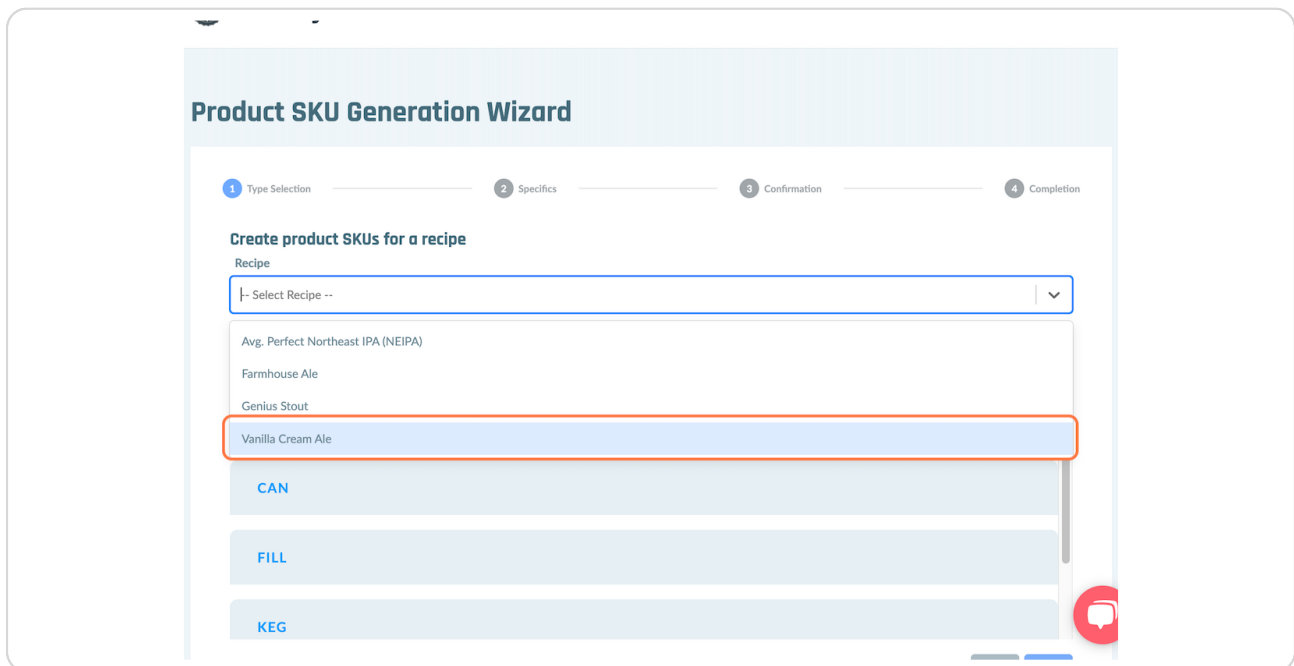 Product SKU Generation Wizard
1 Type Selection 2 Specifics 3 Confirmation 4 Completion
Create product SKUs for a recipe
Recipe
-- Select Recipe --
Avg. Perfect Northeast IPA (NEIPA)
Farmhouse Ale
Genius Stout
Vanilla Cream Ale
CAN
FILL
KEG